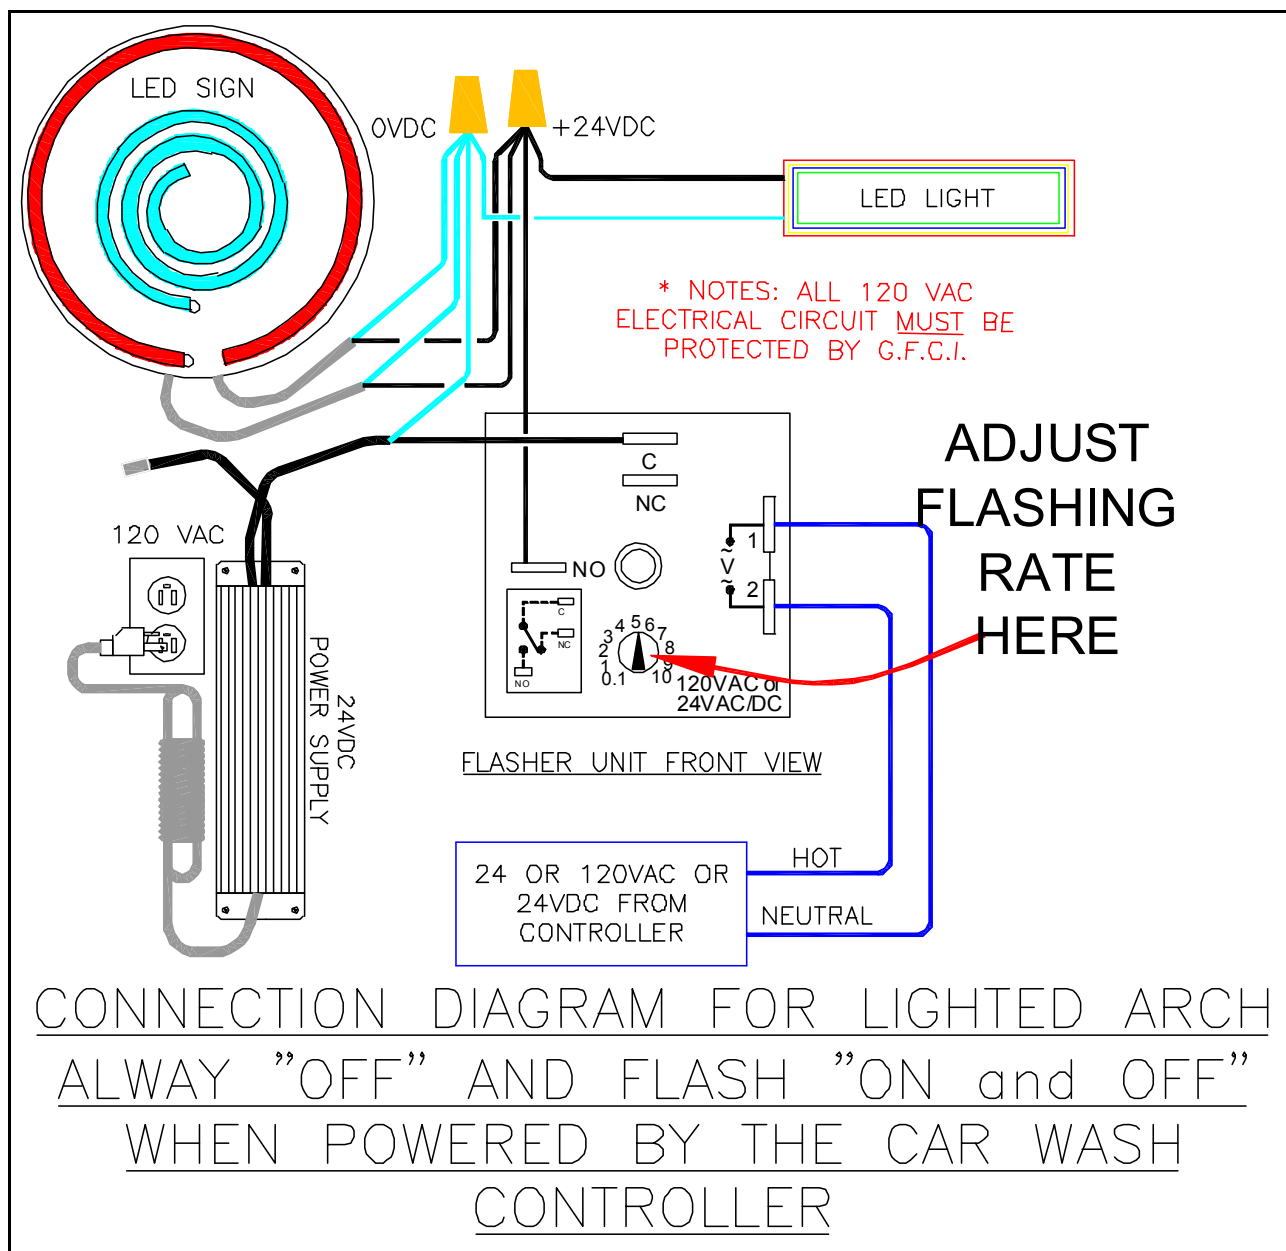 LED SIGN
0VDC
+24VDC
LED LIGHT
* NOTES: ALL 120 VAC
ELECTRICAL CIRCUIT MUST BE
PROTECTED BY G.F.C.I.
ADJUST
FLASHING
RATE
HERE
C
NC
120 VAC
1
~
V
~
2
NO
C
NC
NO
0.1
1
2
3
4
5
6
7
8
9
10
120VAC or
24VAC/DC
24VDC
POWER SUPPLY
FLASHER UNIT FRONT VIEW
24 OR 120VAC OR
24VDC FROM
CONTROLLER
HOT
NEUTRAL
CONNECTION DIAGRAM FOR LIGHTED ARCH
ALWAY "OFF" AND FLASH "ON and OFF"
WHEN POWERED BY THE CAR WASH
CONTROLLER